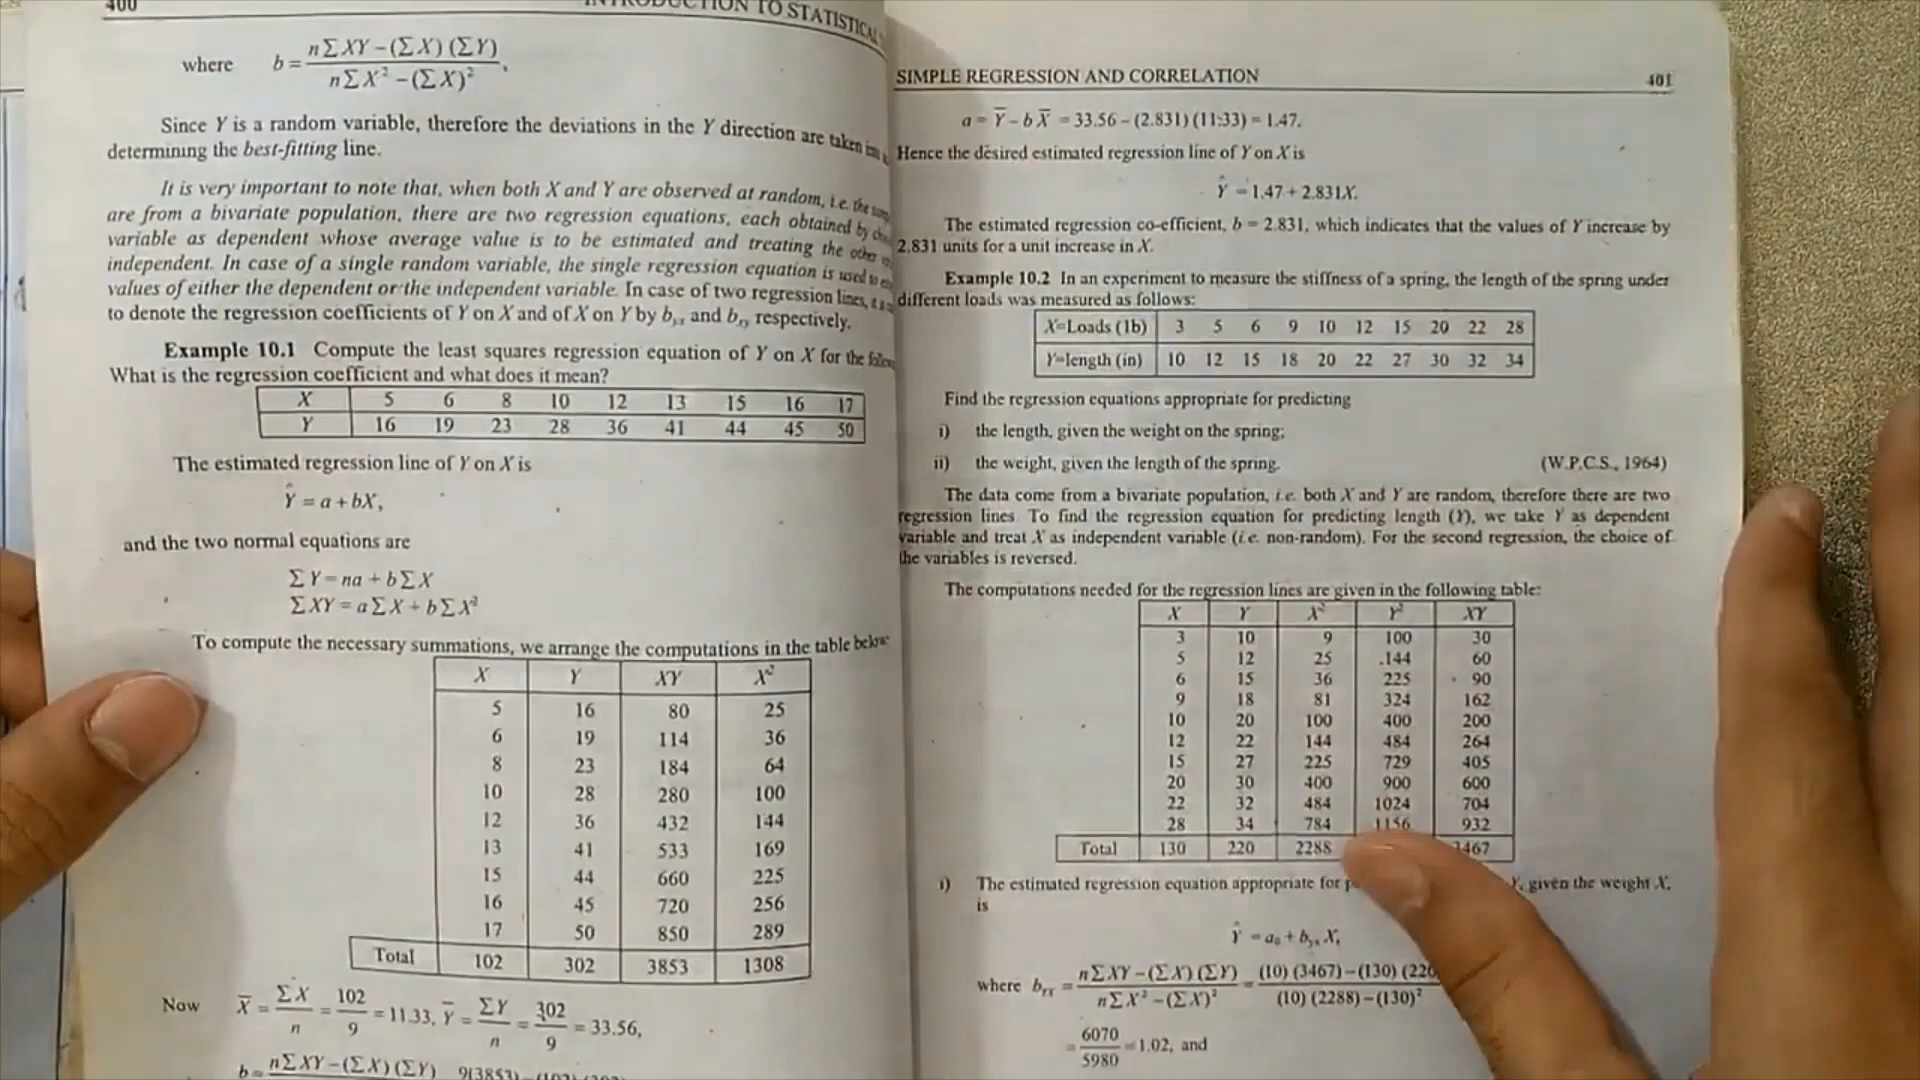 400 INTRODUCTION TO STATISTICAL
where b = nΣXY – (ΣX) (ΣY) / nΣX² – (ΣX)² ,
Since Y is a random variable, therefore the deviations in the Y direction are taken
determining the best-fitting line.
It is very important to note that, when both X and Y are observed at random, i.e. the
are from a bivariate population, there are two regression equations, each obtained by
variable as dependent whose average value is to be estimated and treating the other
independent. In case of a single random variable, the single regression equation is used to
values of either the dependent or the independent variable. In case of two regression lines,
to denote the regression coefficients of Y on X and of X on Y by b_yx and b_xy respectively.
Example 10.1 Compute the least squares regression equation of Y on X for the
What is the regression coefficient and what does it mean?
X 5 6 8 10 12 13 15 16 17
Y 16 19 23 28 36 41 44 45 50
The estimated regression line of Y on X is
Ŷ = a + bX,
and the two normal equations are
ΣY = na + bΣX
ΣXY = aΣX + bΣX²
To compute the necessary summations, we arrange the computations in the table below
X Y XY X²
5 16 80 25
6 19 114 36
8 23 184 64
10 28 280 100
12 36 432 144
13 41 533 169
15 44 660 225
16 45 720 256
17 50 850 289
Total 102 302 3853 1308
Now X̄ = ΣX / n = 102 / 9 = 11.33, Ȳ = ΣY / n = 302 / 9 = 33.56,
b = nΣXY – (ΣX) (ΣY) 9(3853)
SIMPLE REGRESSION AND CORRELATION 401
a = Ȳ – b X̄ = 33.56 – (2.831) (11.33) = 1.47.
Hence the desired estimated regression line of Y on X is
Ŷ = 1.47 + 2.831X.
The estimated regression co-efficient, b = 2.831, which indicates that the values of Y increase by
2.831 units for a unit increase in X.
Example 10.2 In an experiment to measure the stiffness of a spring, the length of the spring under
different loads was measured as follows:
X=Loads (1b) 3 5 6 9 10 12 15 20 22 28
Y=length (in) 10 12 15 18 20 22 27 30 32 34
Find the regression equations appropriate for predicting
i) the length, given the weight on the spring;
ii) the weight, given the length of the spring. (W.P.C.S., 1964)
The data come from a bivariate population, i.e. both X and Y are random, therefore there are two
regression lines. To find the regression equation for predicting length (Y), we take Y as dependent
variable and treat X as independent variable (i.e. non-random). For the second regression, the choice of
the variables is reversed.
The computations needed for the regression lines are given in the following table:
X Y X² Y² XY
3 10 9 100 30
5 12 25 144 60
6 15 36 225 90
9 18 81 324 162
10 20 100 400 200
12 22 144 484 264
15 27 225 729 405
20 30 400 900 600
22 32 484 1024 704
28 34 784 1156 932
Total 130 220 2288 3467
i) The estimated regression equation appropriate for Y, given the weight X,
is
Ŷ = a₀ + b_yx X,
where b_yx = nΣXY – (ΣX) (ΣY) / nΣX² – (ΣX)² = (10) (3467) – (130) (220 / (10) (2288) – (130)²
= 6070 / 5980 = 1.02, and